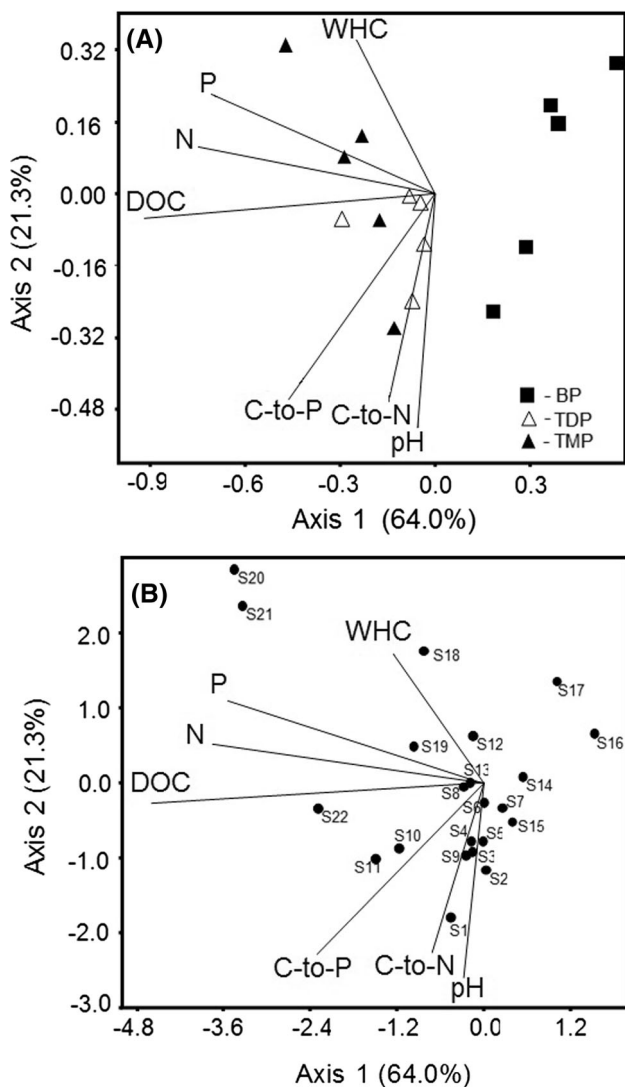 (A)
WHC
P
N
DOC
C-to-P
C-to-N
pH
0.32
0.16
0.00
-0.16
-0.32
-0.48
Axis 2 (21.3%)
■ - BP
△ - TDP
▲ - TMP
-0.9 -0.6 -0.3 0.0 0.3
Axis 1 (64.0%)
(B)
S20
S21
WHC
S18
S17
P
N
S19
S12
S16
DOC
S13
S8
S14
S22
S6
S7
S15
S10
S4
S5
S11
S9
S3
S2
S1
C-to-P
C-to-N
pH
2.0
1.0
0.0
-1.0
-2.0
-3.0
Axis 2 (21.3%)
-4.8 -3.6 -2.4 -1.2 0.0 1.2
Axis 1 (64.0%)